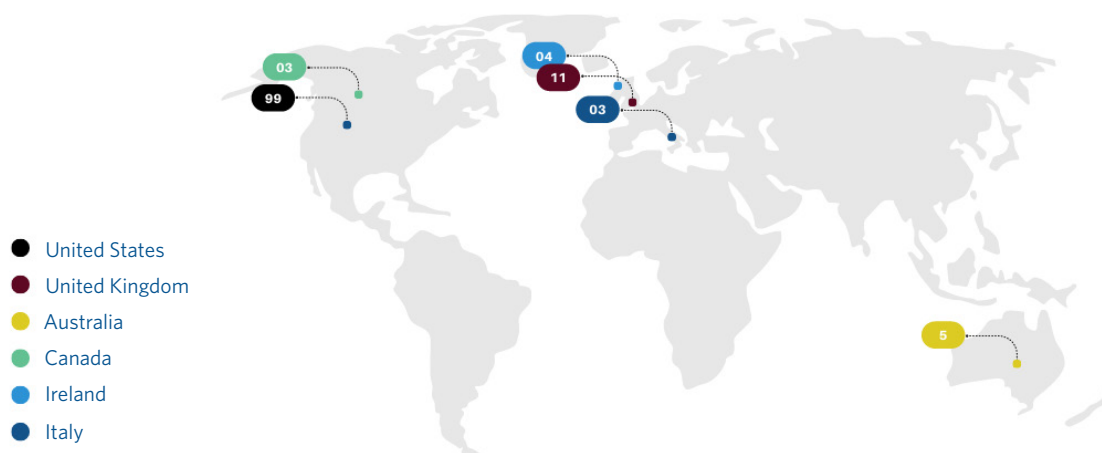 04
03
11
99
03
United States
United Kingdom
Australia
5
Canada
Ireland
Italy